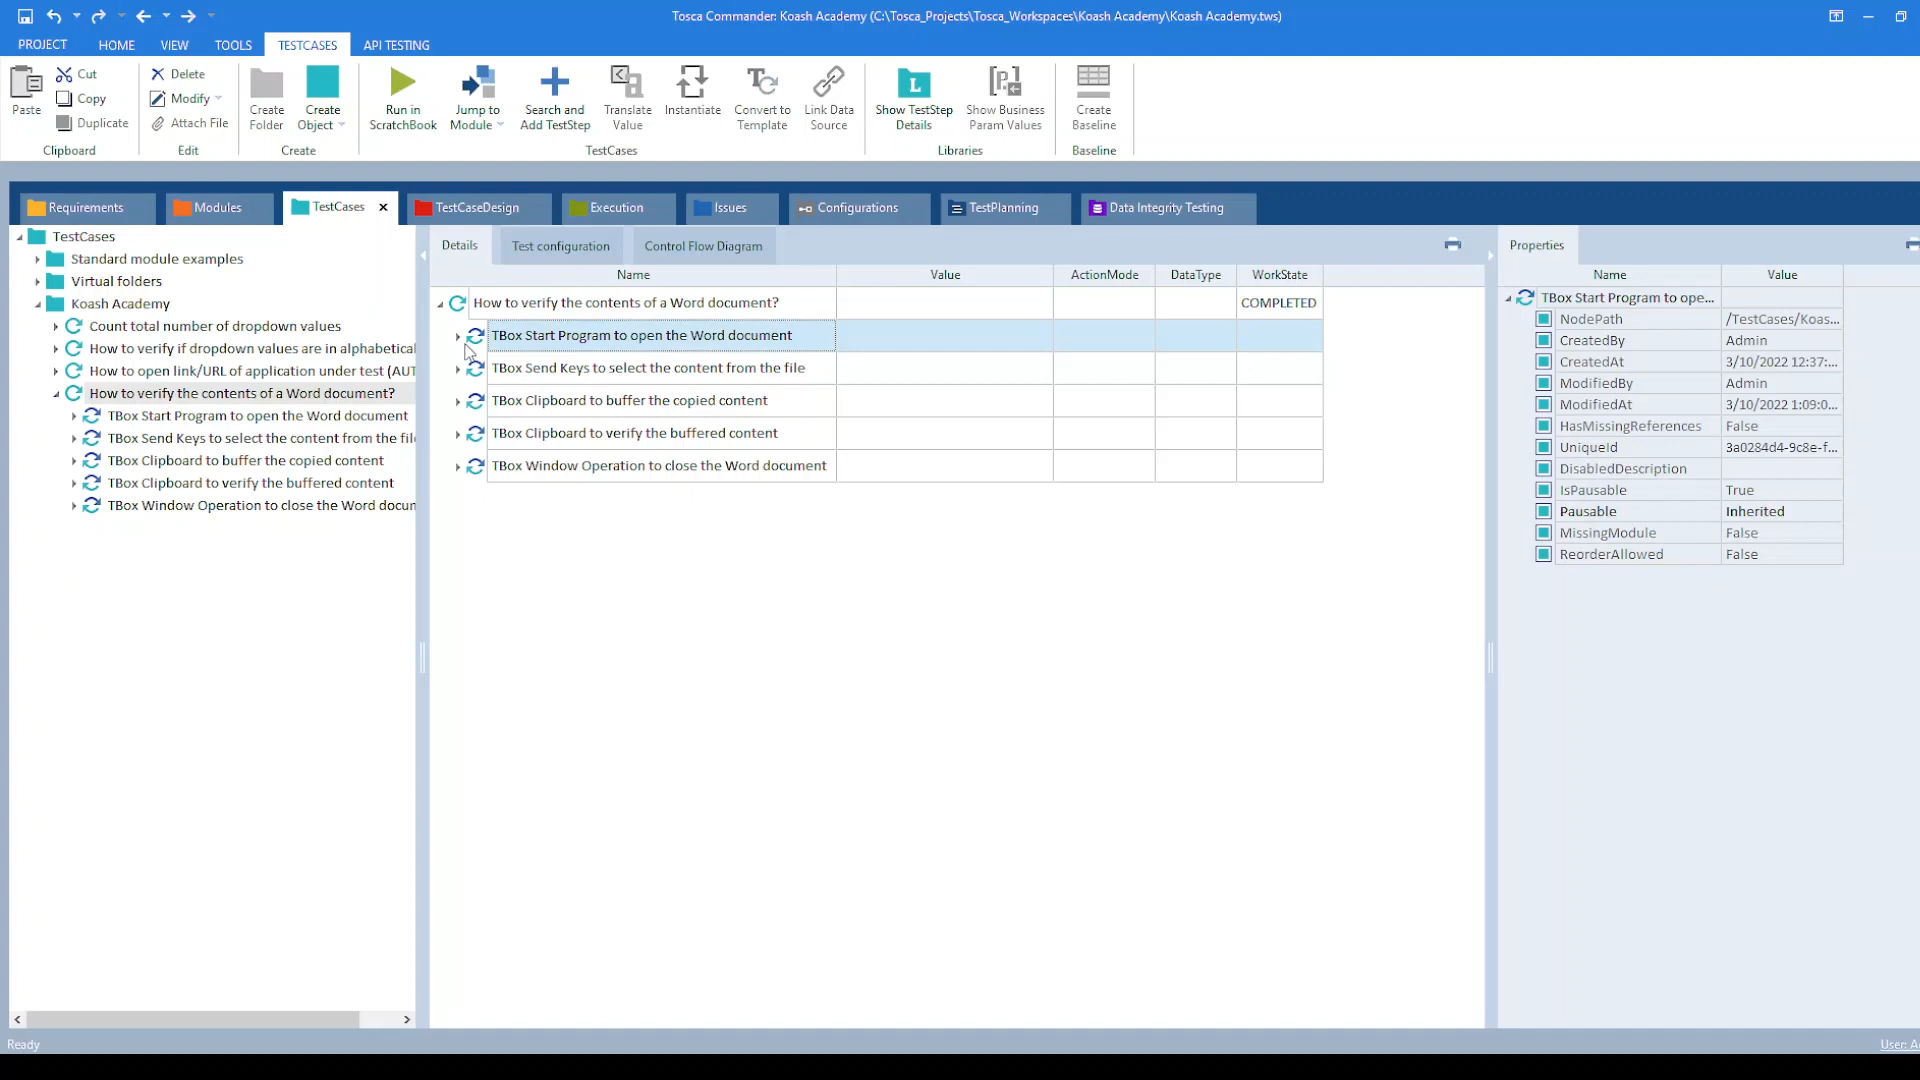 Tosca Commander: Koash Academy (C:\Tosca_Projects\Tosca_Workspaces\Koash Academy\Koash Academy.tws)
PROJECT HOME VIEW TOOLS TESTCASES API TESTING
Paste
Cut
Copy
Duplicate
Clipboard
Delete
Modify
Attach File
Edit
Create Folder
Create Object
Create
Run in ScratchBook
Jump to Module
Search and Add TestStep
Translate Value
Instantiate
Convert to Template
Link Data Source
TestCases
Show TestStep Details
Show Business Param Values
Libraries
Create Baseline
Baseline
Requirements Modules TestCases TestCaseDesign Execution Issues Configurations TestPlanning Data Integrity Testing
TestCases
Standard module examples
Virtual folders
Koash Academy
Count total number of dropdown values
How to verify if dropdown values are in alphabetical
How to open link/URL of application under test (AUT
How to verify the contents of a Word document?
TBox Start Program to open the Word document
TBox Send Keys to select the content from the file
TBox Clipboard to buffer the copied content
TBox Clipboard to verify the buffered content
TBox Window Operation to close the Word docum
Details Test configuration Control Flow Diagram
Name Value ActionMode DataType WorkState
How to verify the contents of a Word document? COMPLETED
TBox Start Program to open the Word document
TBox Send Keys to select the content from the file
TBox Clipboard to buffer the copied content
TBox Clipboard to verify the buffered content
TBox Window Operation to close the Word document
Properties
Name Value
TBox Start Program to ope...
NodePath /TestCases/Koas...
CreatedBy Admin
CreatedAt 3/10/2022 12:37:...
ModifiedBy Admin
ModifiedAt 3/10/2022 1:09:0...
HasMissingReferences False
UniqueId 3a0284d4-9c8e-f...
DisabledDescription
IsPausable True
Pausable Inherited
MissingModule False
ReorderAllowed False
Ready
User: A